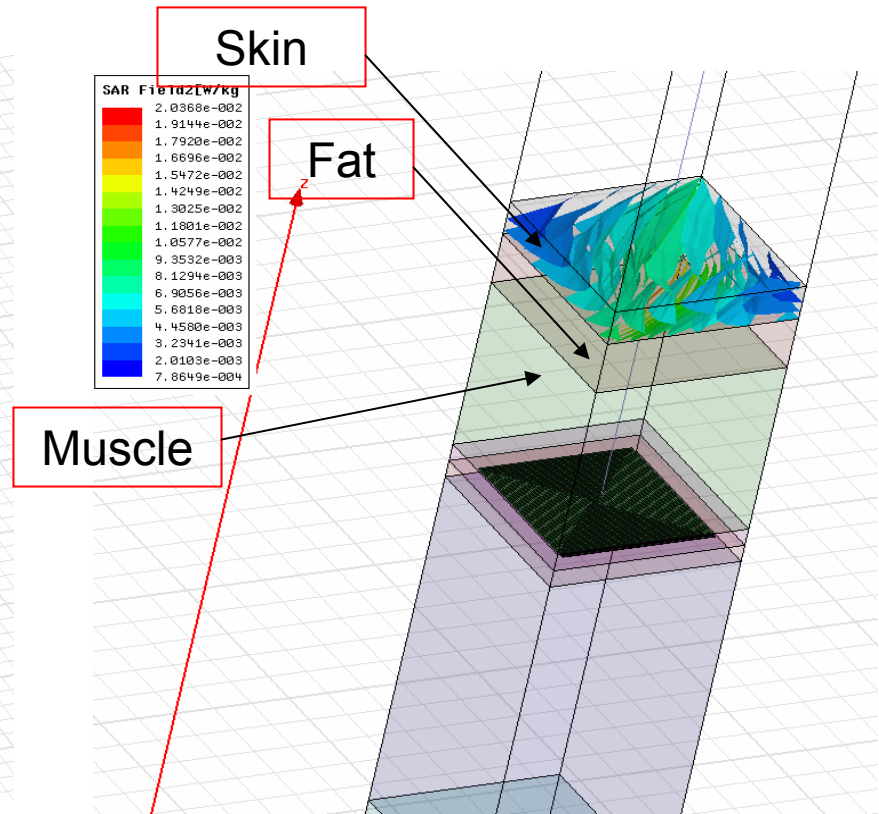 Skin
SAR Field2[W/kg
2.0368e-002
1.9144e-002
1.7920e-002
1.6696e-002
1.5472e-002
1.4249e-002
1.3025e-002
1.1801e-002
1.0577e-002
9.3532e-003
8.1294e-003
6.9056e-003
5.6818e-003
4.4580e-003
3.2341e-003
2.0103e-003
7.8649e-004
Fat
z
Muscle